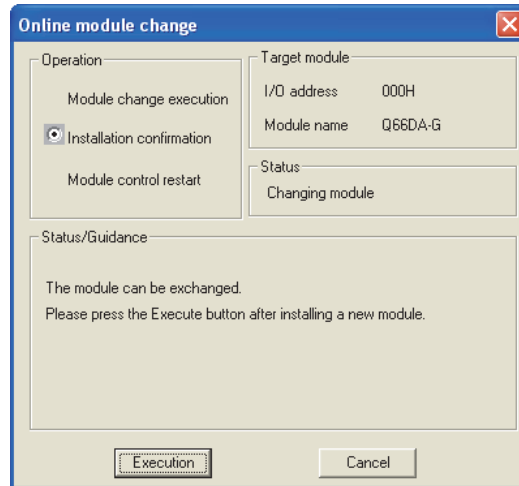 Online module change
Operation
Module change execution
Installation confirmation
Module control restart
Target module
I/O address 000H
Module name Q66DA-G
Status
Changing module
Status/Guidance
The module can be exchanged.
Please press the Execute button after installing a new module.
Execution Cancel